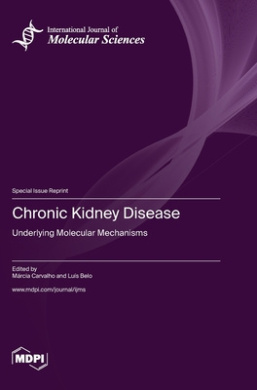 International Journal of
Molecular Sciences
Special Issue Reprint
Chronic Kidney Disease
Underlying Molecular Mechanisms
Edited by
Márcia Carvalho and Luís Belo
www.mdpi.com/journal/ijms
MDPI